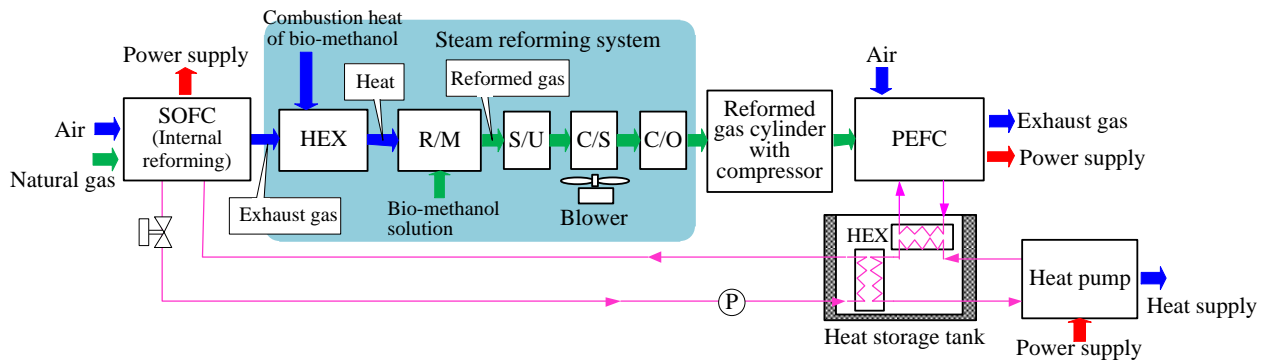 Combustion heat
of bio-methanol
Steam reforming system
Power supply
Heat
Reformed gas
Air
SOFC
(Internal
reforming)
Air
Natural gas
HEX
R/M
S/U
C/S
C/O
Reformed
gas cylinder
with
compressor
PEFC
Exhaust gas
Power supply
Exhaust gas
Bio-methanol
solution
Blower
HEX
P
Heat pump
Heat storage tank
Heat supply
Power supply